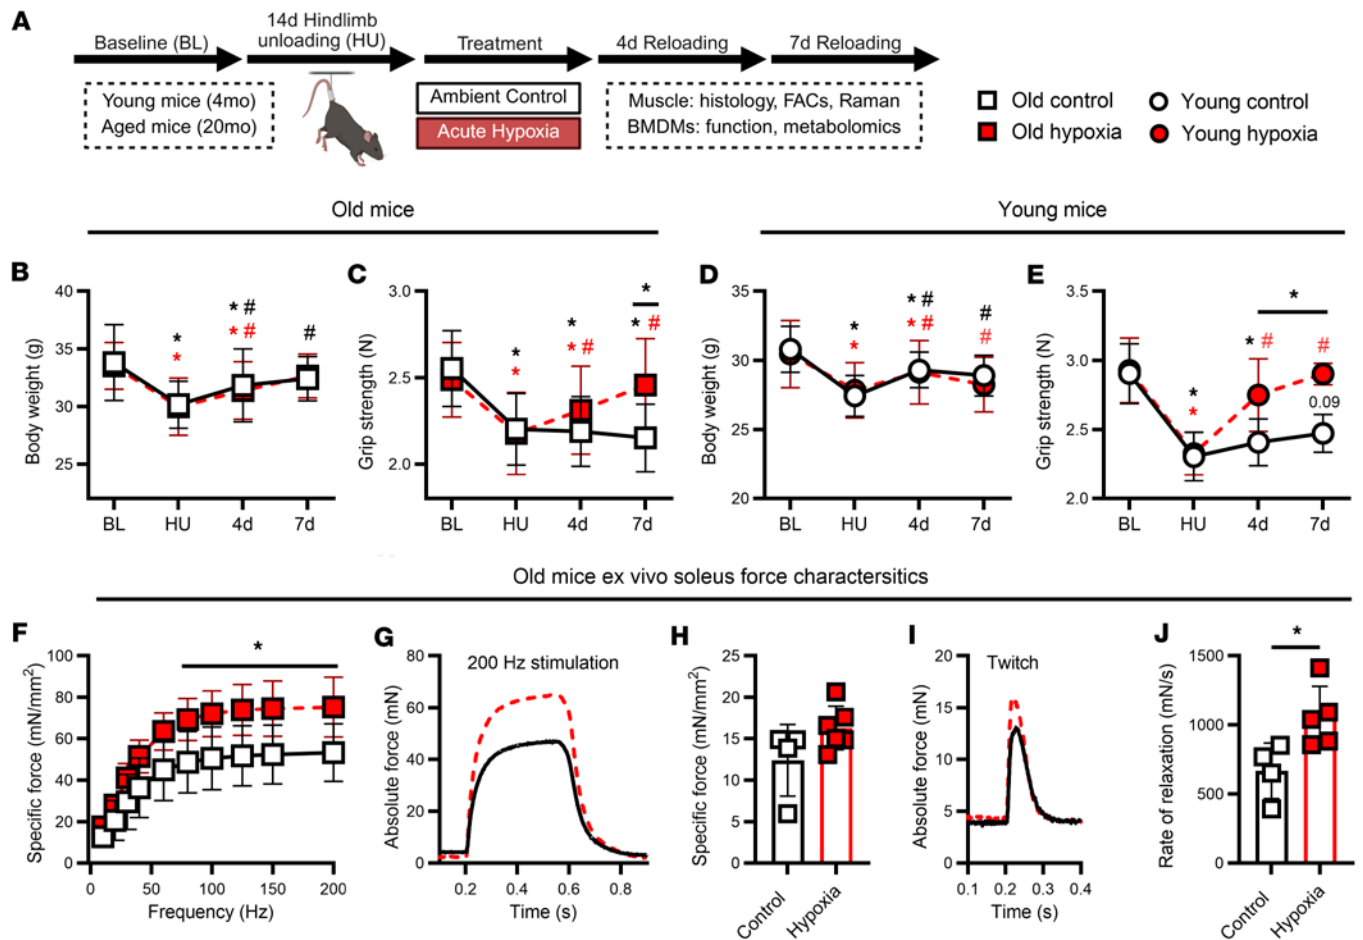 A
Baseline (BL)
14d Hindlimb
unloading (HU)
Treatment
4d Reloading
7d Reloading
Young mice (4mo)
Aged mice (20mo)
Ambient Control
Acute Hypoxia
Muscle: histology, FACs, Raman
BMDMs: function, metabolomics
Old control
Young control
Old hypoxia
Young hypoxia
Old mice
Young mice
B
Body weight (g)
40
35
30
25
*
*
* #
* #
#
BL HU 4d 7d
C
Grip strength (N)
3.0
2.5
2.0
*
*
*
* #
*
* #
BL HU 4d 7d
D
Body weight (g)
35
30
25
20
*
*
* #
* #
#
#
BL HU 4d 7d
E
Grip strength (N)
3.5
3.0
2.5
2.0
*
*
*
* #
#
0.09
BL HU 4d 7d
Old mice ex vivo soleus force charactersitics
F
Specific force (mN/mm²)
100
80
60
40
20
0
*
0 50 100 150 200
Frequency (Hz)
G
Absolute force (mN)
80
60
40
20
0
200 Hz stimulation
0.2 0.4 0.6 0.8
Time (s)
H
Specific force (mN/mm²)
25
20
15
10
5
0
Control
Hypoxia
I
Absolute force (mN)
20
15
10
5
0
Twitch
0.1 0.2 0.3 0.4
Time (s)
J
Rate of relaxation (mN/s)
1500
1000
500
0
*
Control
Hypoxia